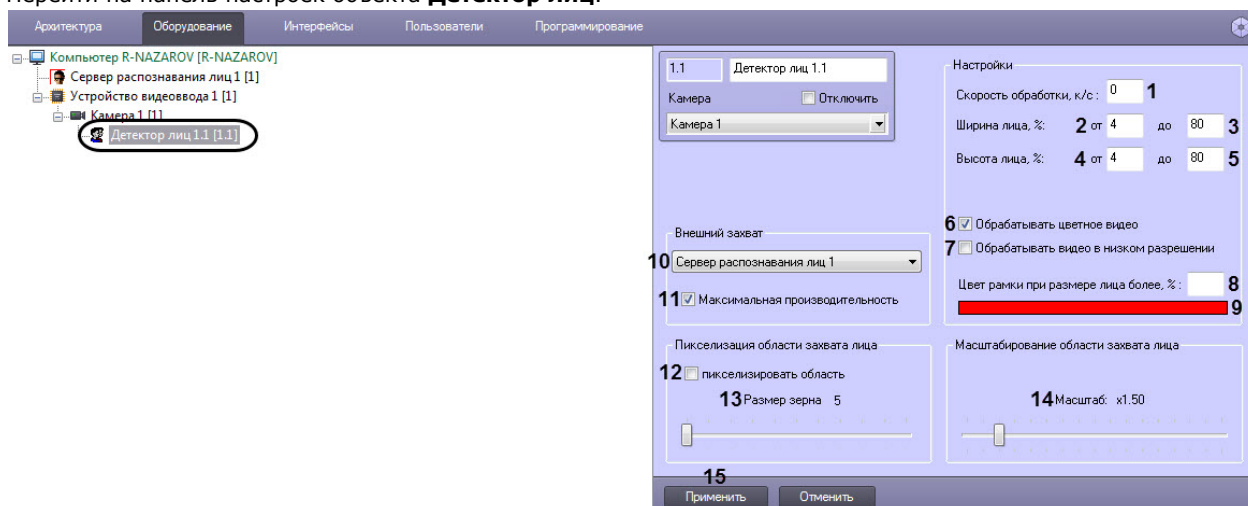 Перейти на панель настроек объекта Детектор лиц.
Архитектура Оборудование Интерфейсы Пользователи Программирование
Компьютер R-NAZAROV [R-NAZAROV]
Сервер распознавания лиц 1 [1]
Устройство видеоввода 1 [1]
Камера 1 [1]
Детектор лиц 1.1 [1.1]
1.1 Детектор лиц 1.1
Камера Отключить
Камера 1
Настройки
Скорость обработки, к/с : 0 1
Ширина лица, %: 2 от 4 до 80 3
Высота лица, %: 4 от 4 до 80 5
6 Обрабатывать цветное видео
7 Обрабатывать видео в низком разрешении
Цвет рамки при размере лица более, % : 8
9
Внешний захват
10 Сервер распознавания лиц 1
11 Максимальная производительность
Пикселизация области захвата лица
12 пикселизировать область
13 Размер зерна 5
Масштабирование области захвата лица
14 Масштаб: x1.50
15
Применить Отменить